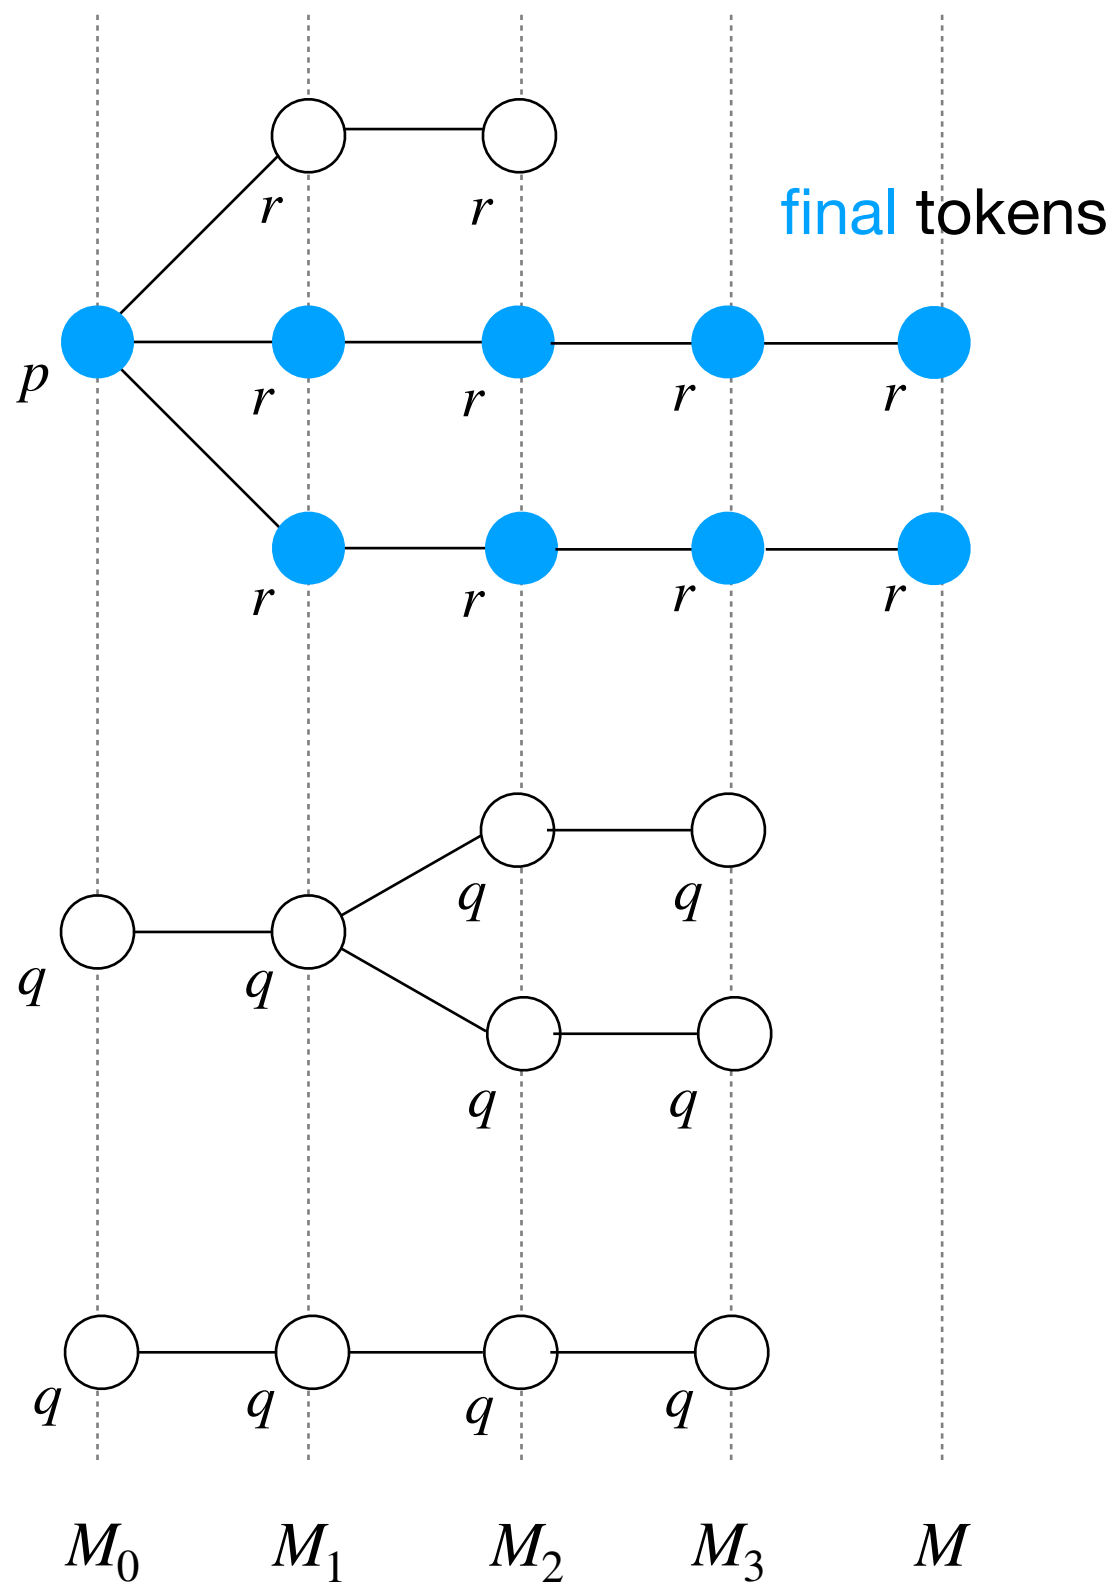 r r
final tokens
p r r r r
r r r r
q q
q q
q q
q q q q
M₀ M₁ M₂ M₃ M